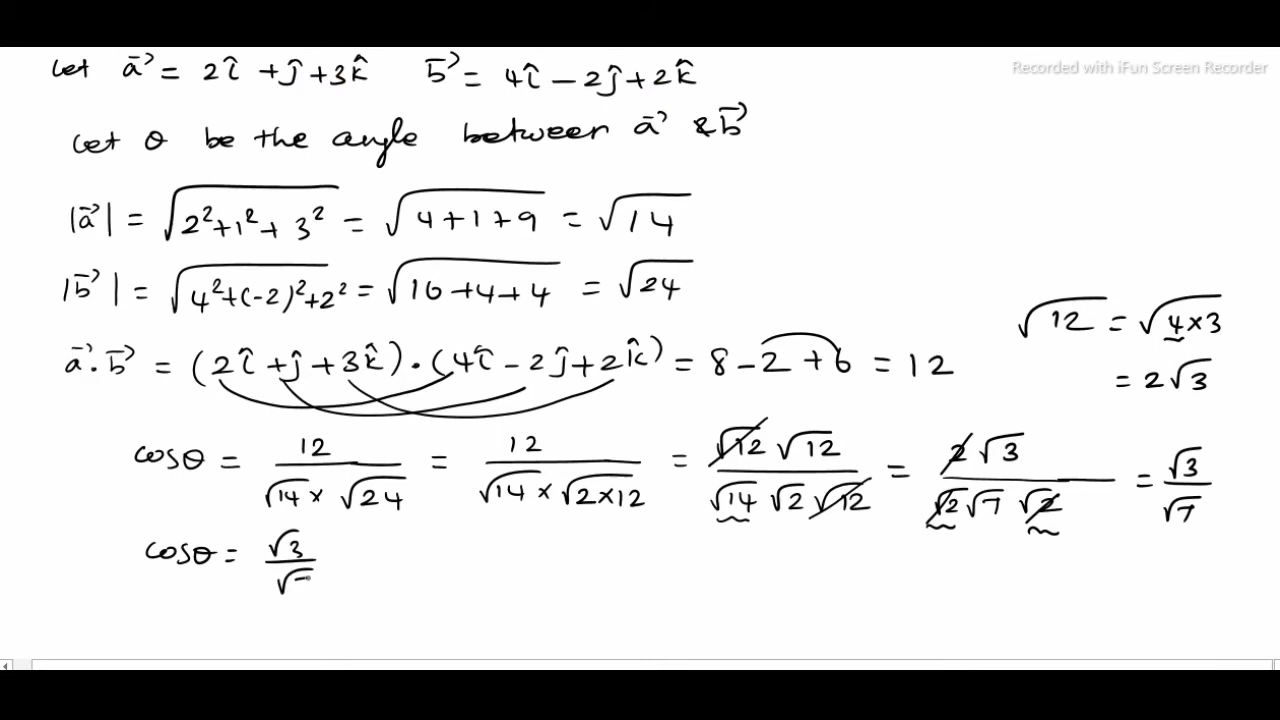 Let a⃗ = 2î + ĵ + 3k̂ b⃗ = 4î - 2ĵ + 2k̂
Recorded with iFun Screen Recorder
Let θ be the angle between a⃗ & b⃗
|a⃗| = √(2² + 1² + 3²) = √(4+1+9) = √14
|b⃗| = √(4² + (-2)² + 2²) = √(16+4+4) = √24
√12 = √(4×3)
= 2√3
a⃗ . b⃗ = (2î + ĵ + 3k̂) . (4î - 2ĵ + 2k̂) = 8 - 2 + 6 = 12
cosθ = 12/(√14 × √24) = 12/(√14 × √(2×12)) = (√12 √12)/(√14 √2 √12) = (2√3)/(√2 √7 √2) = √3/√7
cosθ = √3/√